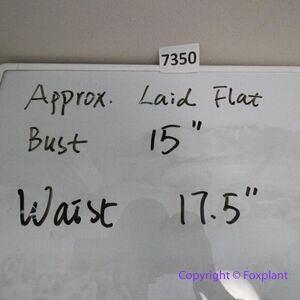 7350
Approx. Laid Flat
Bust 15"
Waist 17.5"
Copyright © Foxplant